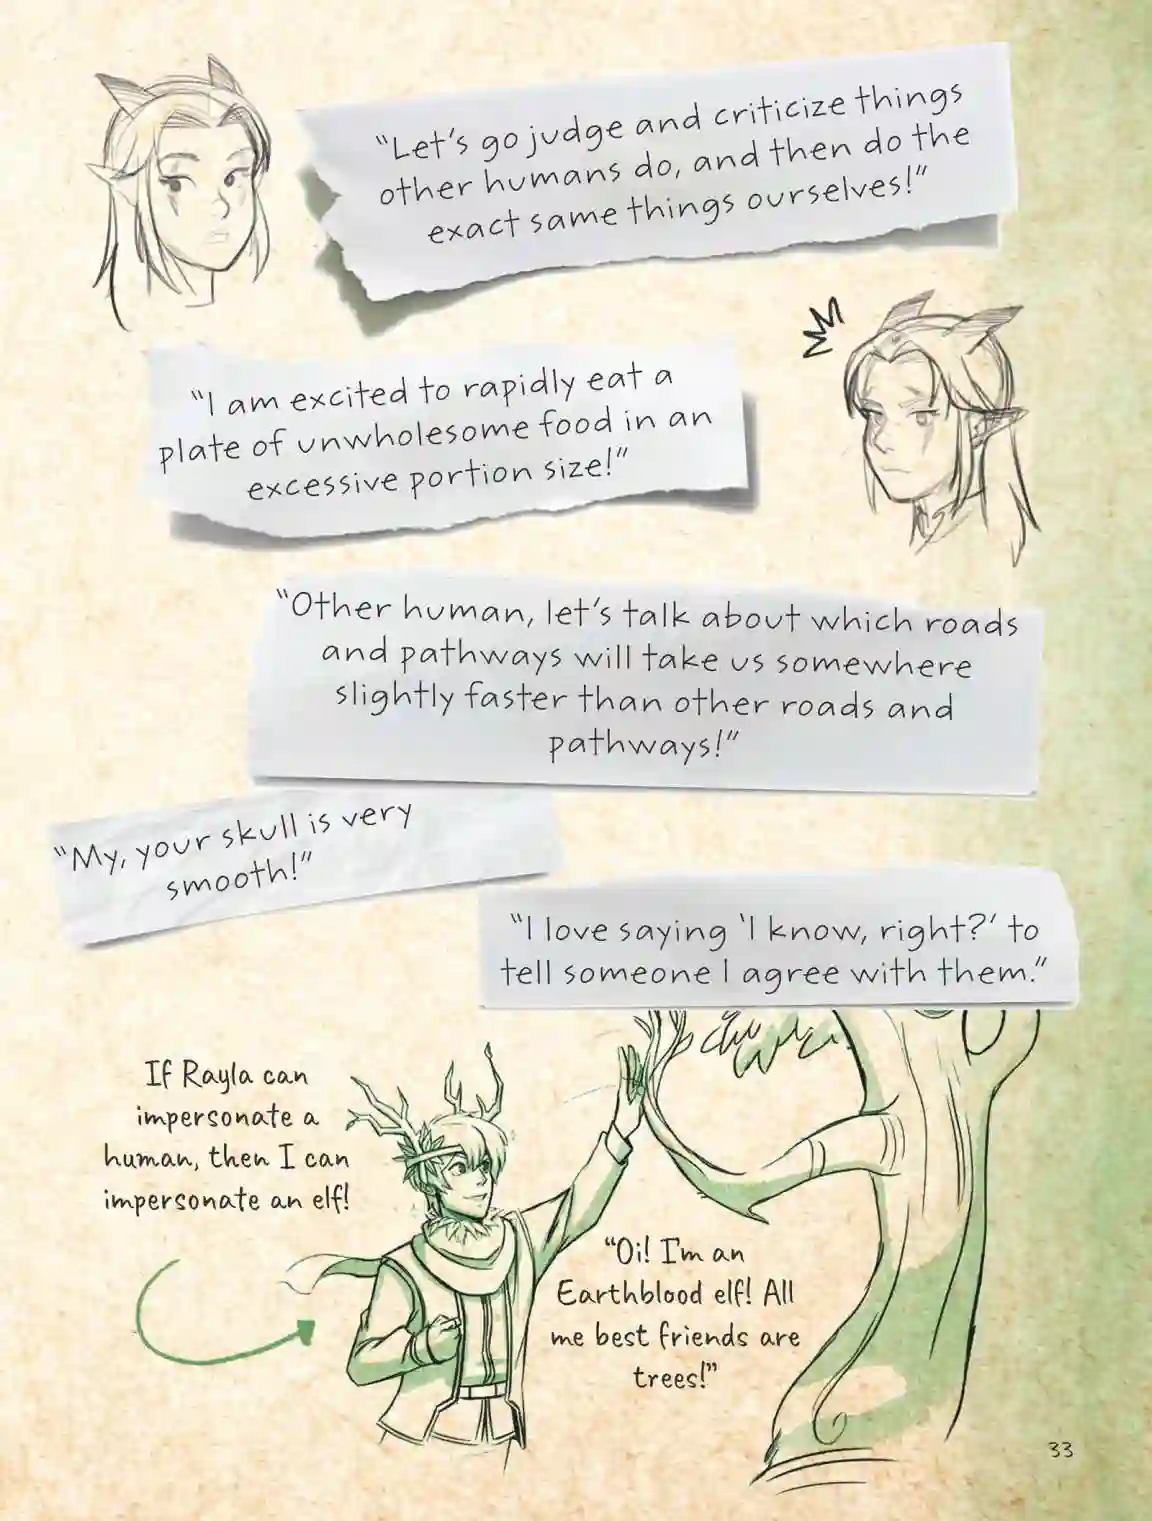 “Let’s go judge and criticize things
other humans do, and then do the
exact same things ourselves!”
“I am excited to rapidly eat a
plate of unwholesome food in an
excessive portion size!”
“Other human, let’s talk about which roads
and pathways will take us somewhere
slightly faster than other roads and
pathways!”
“My, your skull is very
smooth!”
“I love saying ‘I know, right?’ to
tell someone I agree with them.”
If Rayla can
impersonate a
human, then I can
impersonate an elf!
“Oi! I’m an
Earthblood elf! All
me best friends are
trees!”
33